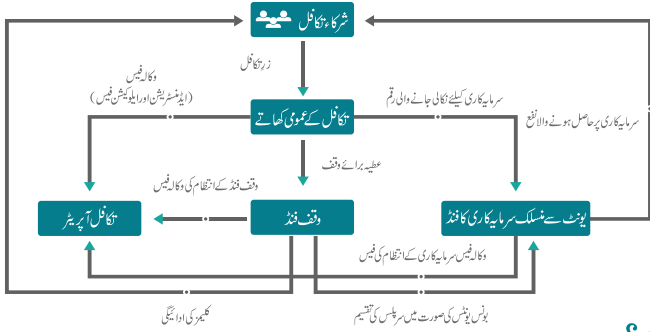 شرکاء تکافل
زرِ تکافل
وکالہ فیس
(ایڈمنسٹریشن اور ایلوکیشن فیس)
سرمایہ کاری کیلئے نکالی جانے والی رقم
سرمایہ کاری پر حاصل ہونے والا نفع
تکافل کے عمومی کھاتے
عطیہ برائے وقف
وقف فنڈ کے انتظام کی وکالہ فیس
یونٹ سے منسلک سرمایہ کاری کا فنڈ
وقف فنڈ
تکافل آپریٹر
وکالہ فیس سرمایہ کاری کے انتظام کی فیس
بونس یونٹس کی صورت میں سرپلس کی تقسیم
کلیمز کی ادائیگی